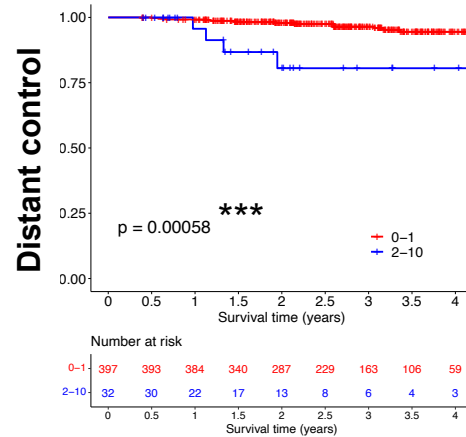 Distant control
1.00
0.75
0.50
0.25
0.00
***
p = 0.00058
0−1
2−10
0 0.5 1 1.5 2 2.5 3 3.5 4
Survival time (years)
Number at risk
0−1 397 393 384 340 287 229 163 106 59
2−10 32 30 22 17 13 8 6 4 3
0 0.5 1 1.5 2 2.5 3 3.5 4
Survival time (years)